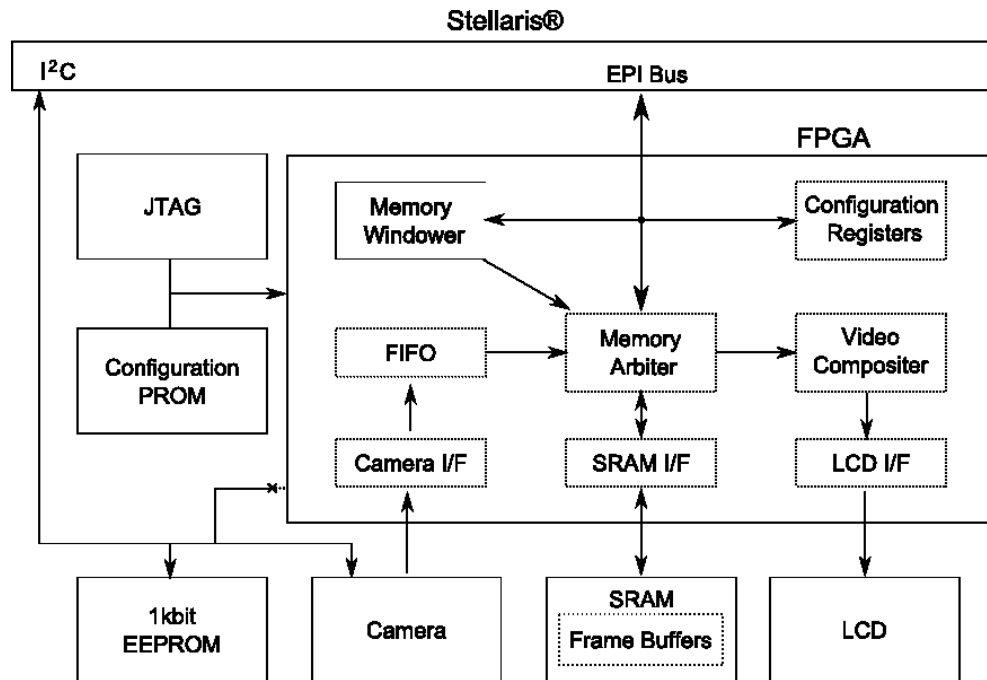 Stellaris®
I²C
EPI Bus
FPGA
JTAG
Memory
Windower
Configuration
Registers
Configuration
PROM
FIFO
Memory
Arbiter
Video
Compositer
Camera I/F
SRAM I/F
LCD I/F
1kbit
EEPROM
Camera
SRAM
Frame Buffers
LCD